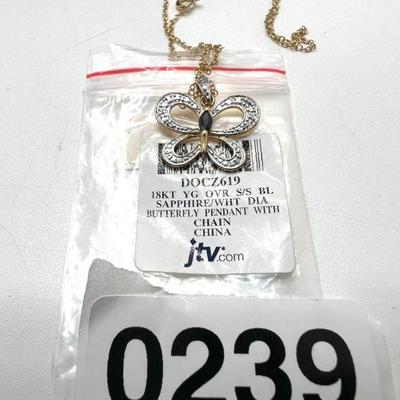 DOCZ619
18KT YG OVR S/S BL
SAPPHIRE/WHT DIA
BUTTERFLY PENDANT WITH
CHAIN
CHINA
jtv.com
0239